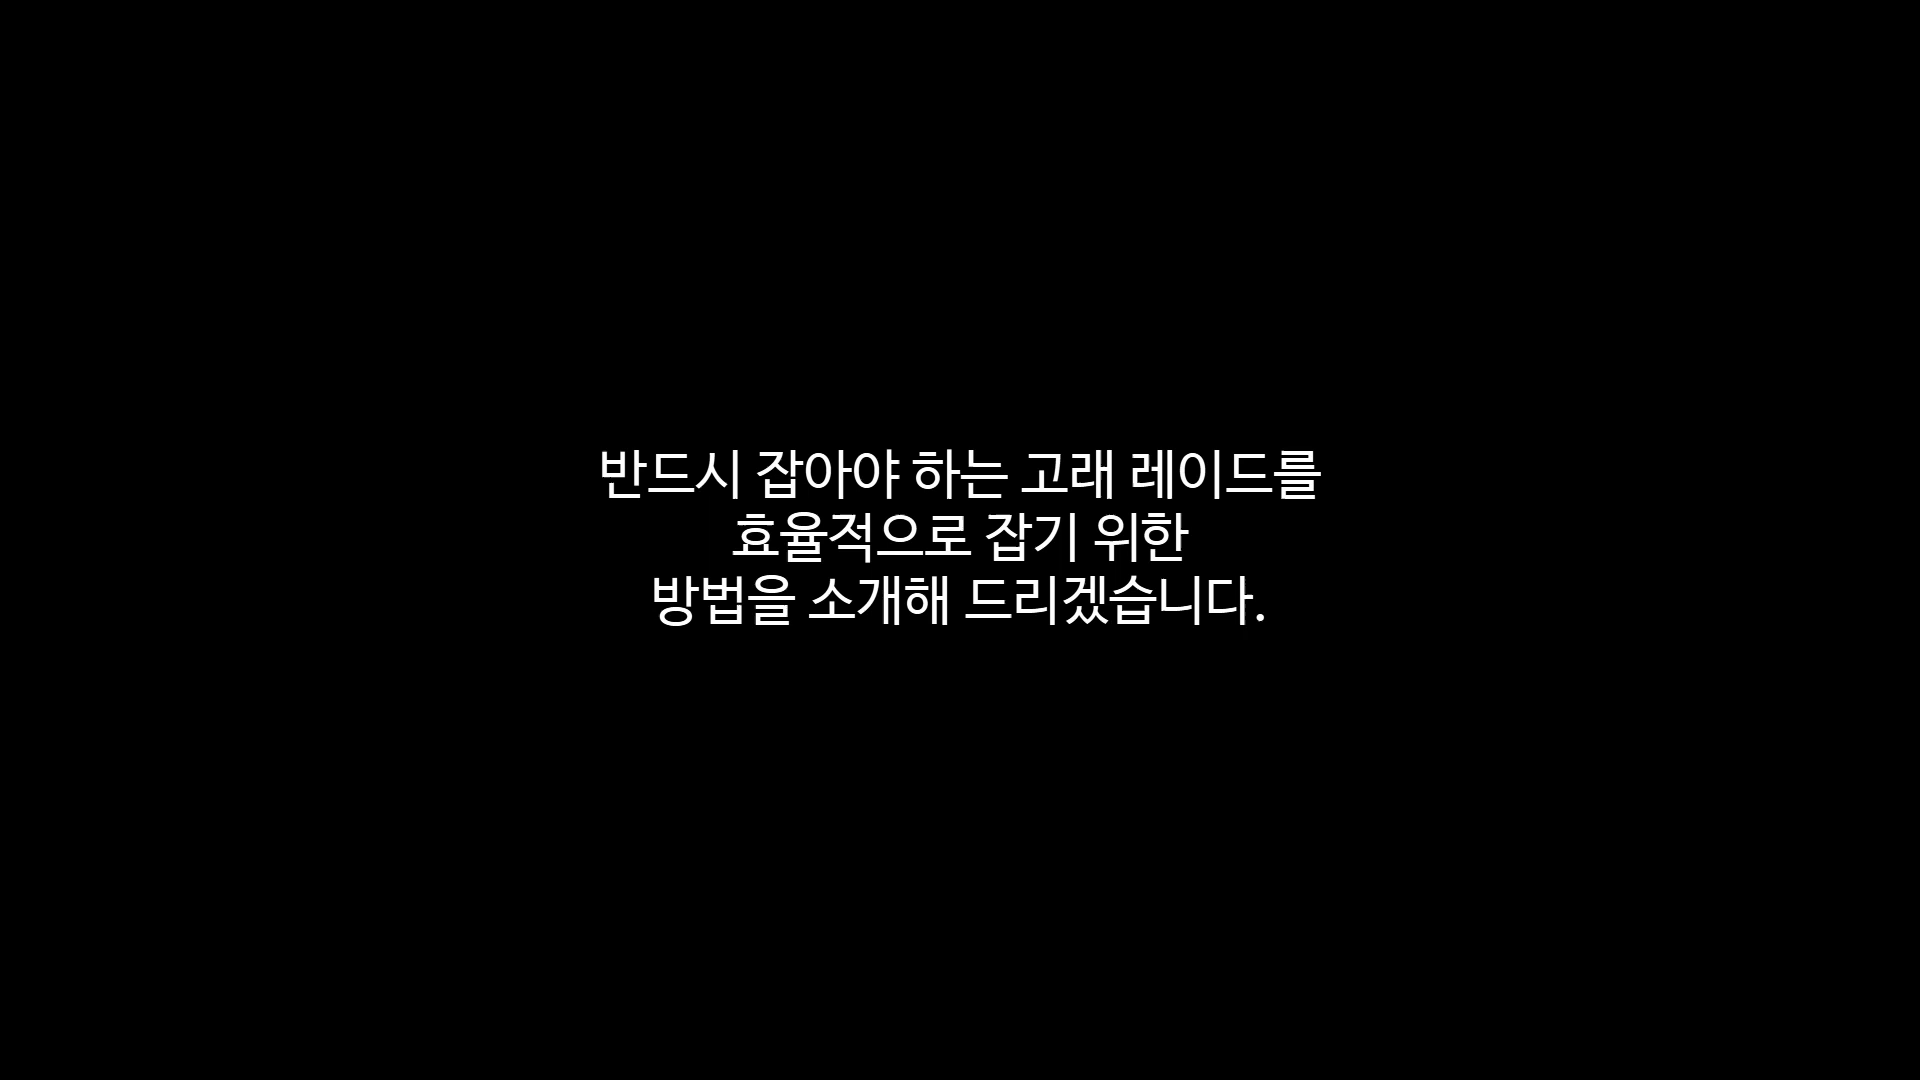 반드시 잡아야 하는 고래 레이드를
효율적으로 잡기 위한
방법을 소개해 드리겠습니다.